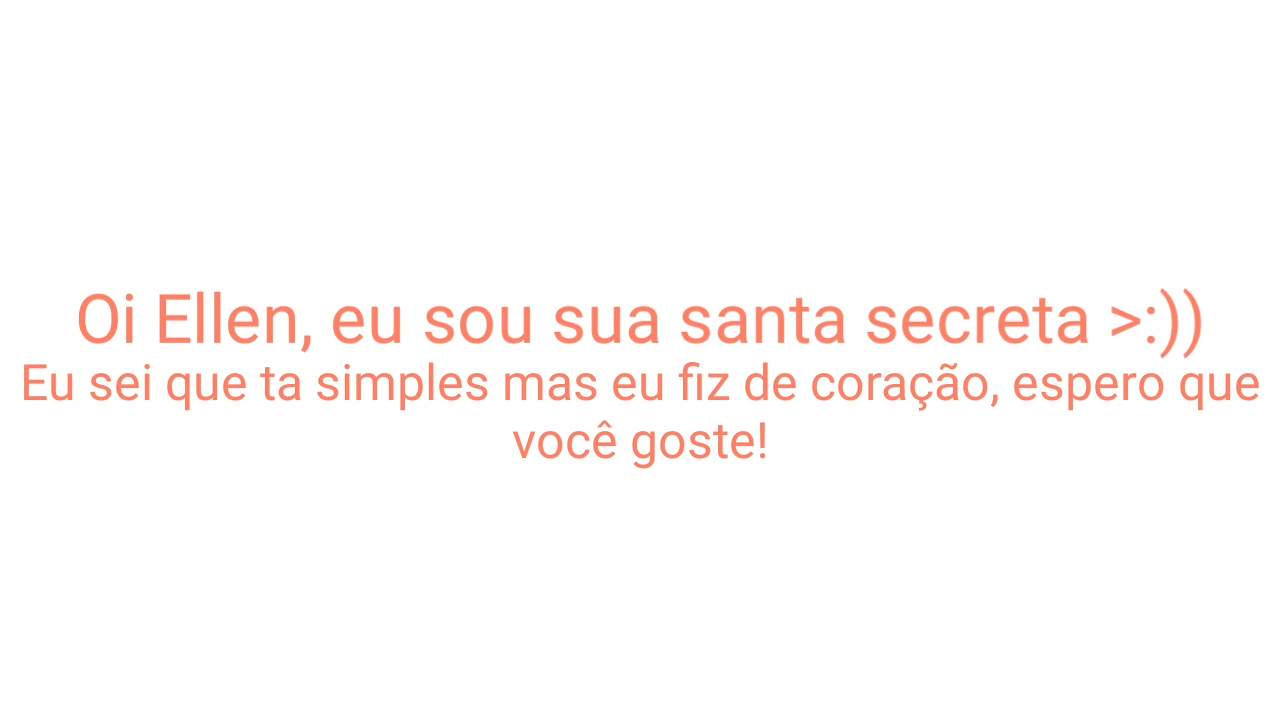 Oi Ellen, eu sou sua santa secreta >:))
Eu sei que ta simples mas eu fiz de coração, espero que
você goste!